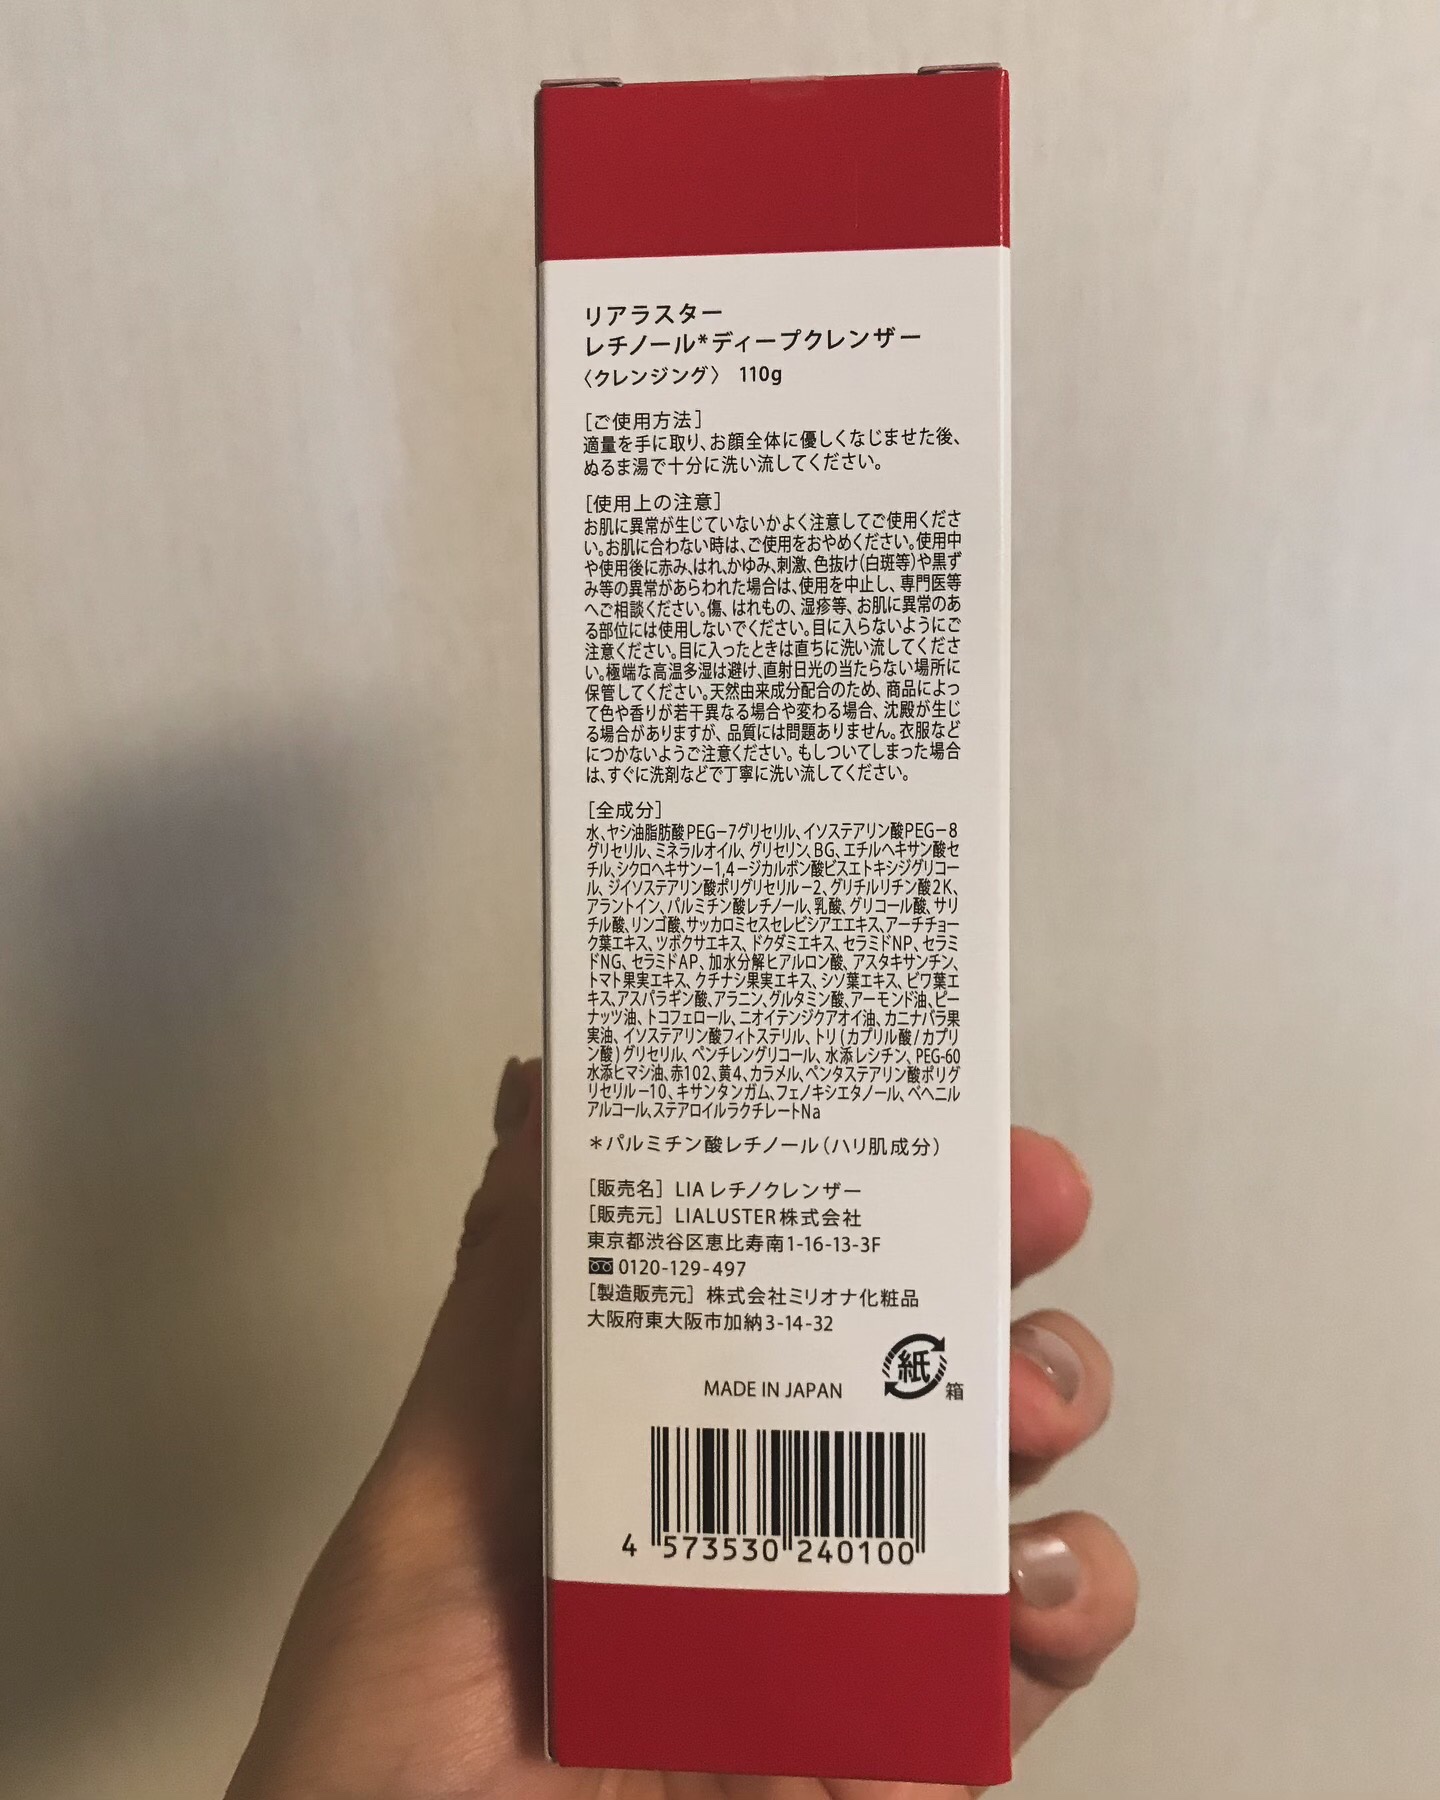 リアラスター
レチノール*ディープクレンザー
〈クレンジング〉 110g
[ご使用方法]
適量を手に取り、お顔全体に優しくなじませた後、
ぬるま湯で十分に洗い流してください。
[使用上の注意]
お肌に異常が生じていないかよく注意してご使用くださ
い。お肌に合わない時は、ご使用をおやめください。使用中
や使用後に赤み、はれ、かゆみ、刺激、色抜け(白斑等)や黒ず
み等の異常があらわれた場合は、使用を中止し、専門医等
へご相談ください。傷、はれもの、湿疹等、お肌に異常のあ
る部位には使用しないでください。目に入らないようにご
注意ください。目に入ったときは直ちに洗い流してくださ
い。極端な高温多湿は避け、直射日光の当たらない場所に
保管してください。天然由来成分配合のため、商品によっ
て色や香りが若干異なる場合や変わる場合、沈殿が生じ
る場合がありますが、品質には問題ありません。衣服など
につかないようご注意ください。もしついてしまった場合
は、すぐに洗剤などで丁寧に洗い流してください。
[全成分]
水、ヤシ油脂肪酸PEG－7グリセリル、イソステアリン酸PEG－8
グリセリル、ミネラルオイル、グリセリン、BG、エチルヘキサン酸セ
チル、シクロヘキサン－1,4－ジカルボン酸ビスエトキシジグリコー
ル、ジイソステアリン酸ポリグリセリル－2、グリチルリチン酸2K、
アラントイン、パルミチン酸レチノール、乳酸、グリコール酸、サリ
チル酸、リンゴ酸、サッカロミセスセレビシアエエキス、アーチチョー
ク葉エキス、ツボクサエキス、ドクダミエキス、セラミドNP、セラミ
ドNG、セラミドAP、加水分解ヒアルロン酸、アスタキサンチン、
トマト果実エキス、クチナシ果実エキス、シソ葉エキス、ビワ葉エ
キス、アスパラギン酸、アラニン、グルタミン酸、アーモンド油、ピー
ナッツ油、トコフェロール、ニオイテンジクアオイ油、カニナバラ果
実油、イソステアリン酸フィトステリル、トリ(カプリル酸/カプリ
ン酸)グリセリル、ペンチレングリコール、水添レシチン、PEG-60
水添ヒマシ油、赤102、黄4、カラメル、ペンタステアリン酸ポリグ
リセリル－10、キサンタンガム、フェノキシエタノール、ベヘニル
アルコール、ステアロイルラクチレートNa
＊パルミチン酸レチノール(ハリ肌成分)
[販売名] LIA レチノクレンザー
[販売元] LIALUSTER株式会社
東京都渋谷区恵比寿南1-16-13-3F
0120-129-497
[製造販売元] 株式会社ミリオナ化粧品
大阪府東大阪市加納3-14-32
紙
箱
MADE IN JAPAN
4 573530 240100